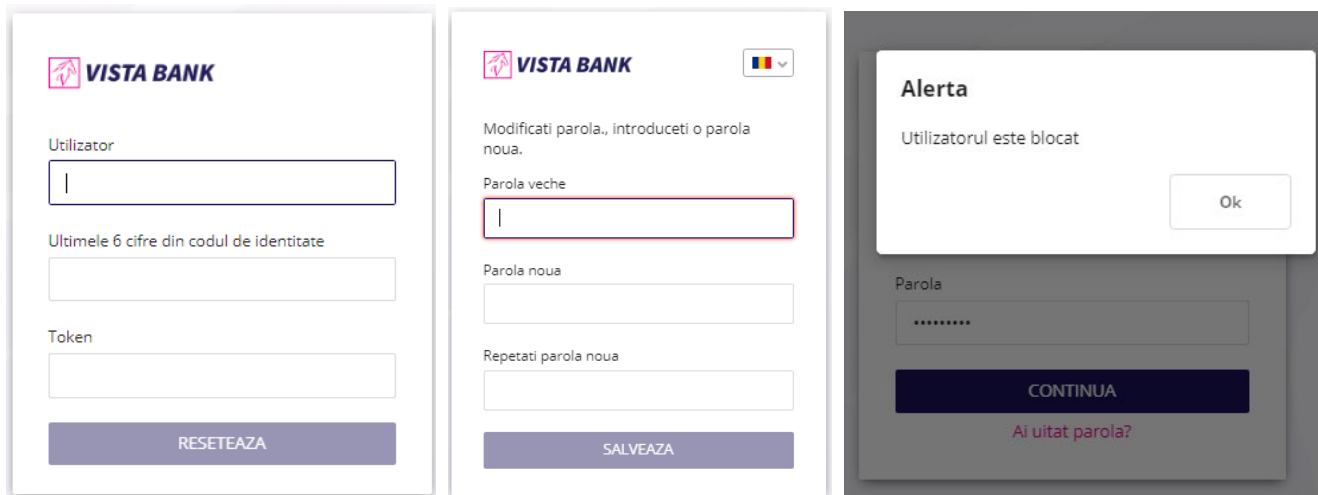 VISTA BANK
Utilizator
Ultimele 6 cifre din codul de identitate
Token
RESETEAZA
VISTA BANK
Modificati parola., introduceti o parola
noua.
Parola veche
Parola noua
Repetati parola noua
SALVEAZA
Alerta
Utilizatorul este blocat
Ok
Parola
CONTINUA
Ai uitat parola?